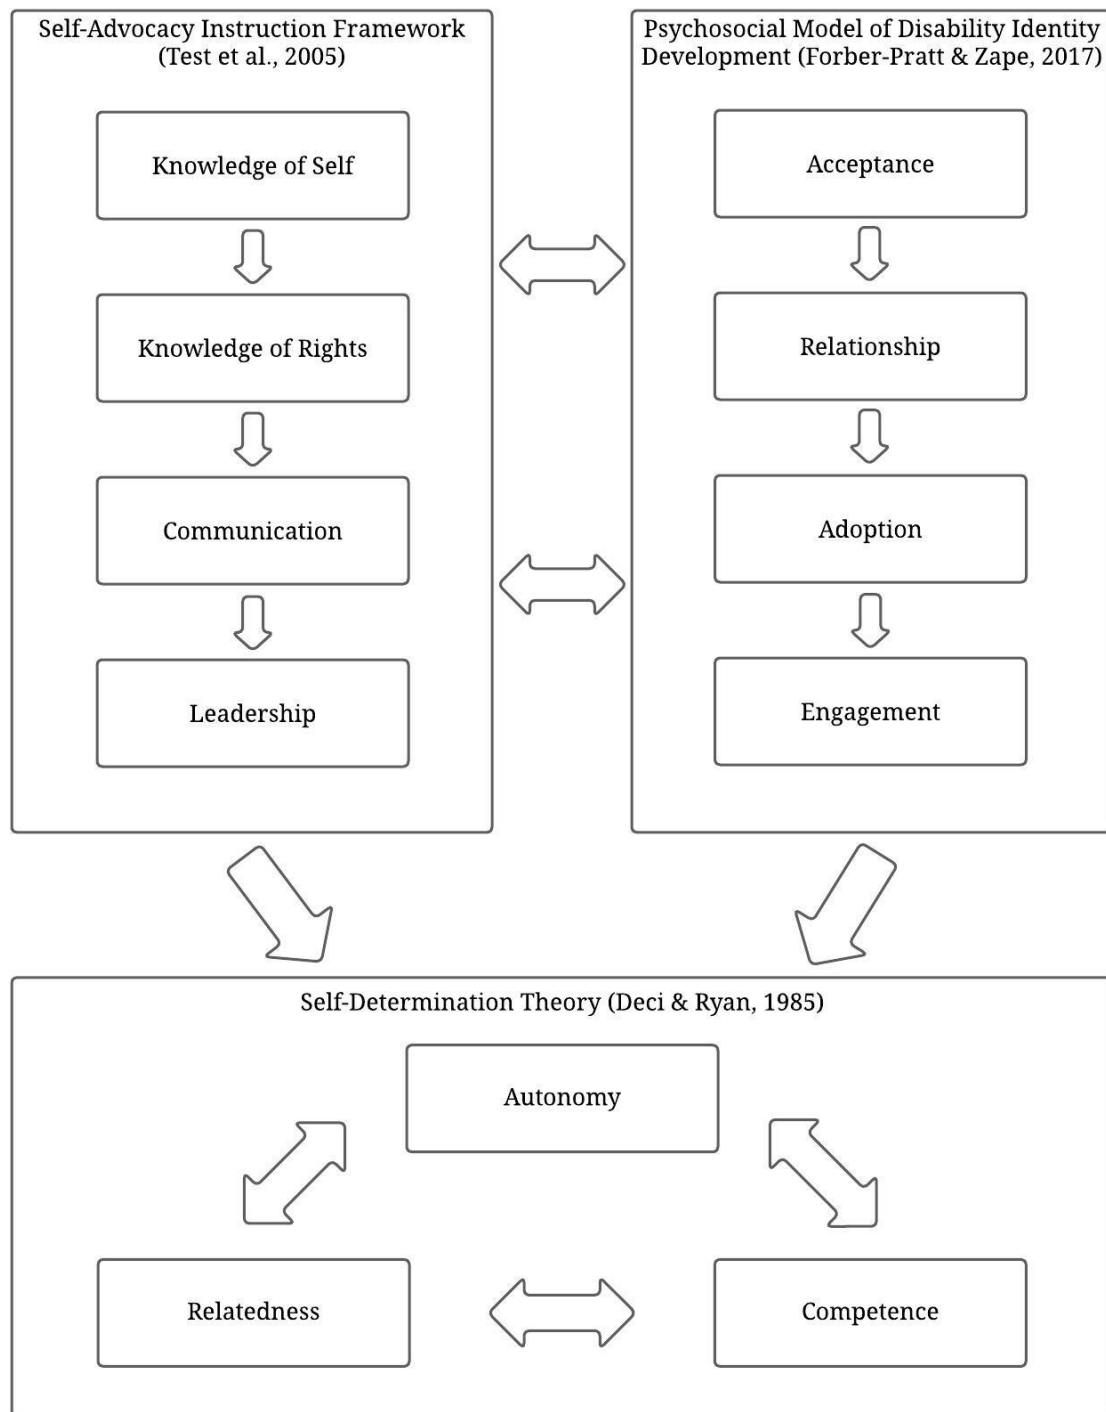 Self-Advocacy Instruction Framework
(Test et al., 2005)
Knowledge of Self
Knowledge of Rights
Communication
Leadership
Psychosocial Model of Disability Identity
Development (Forber-Pratt & Zape, 2017)
Acceptance
Relationship
Adoption
Engagement
Self-Determination Theory (Deci & Ryan, 1985)
Autonomy
Relatedness
Competence